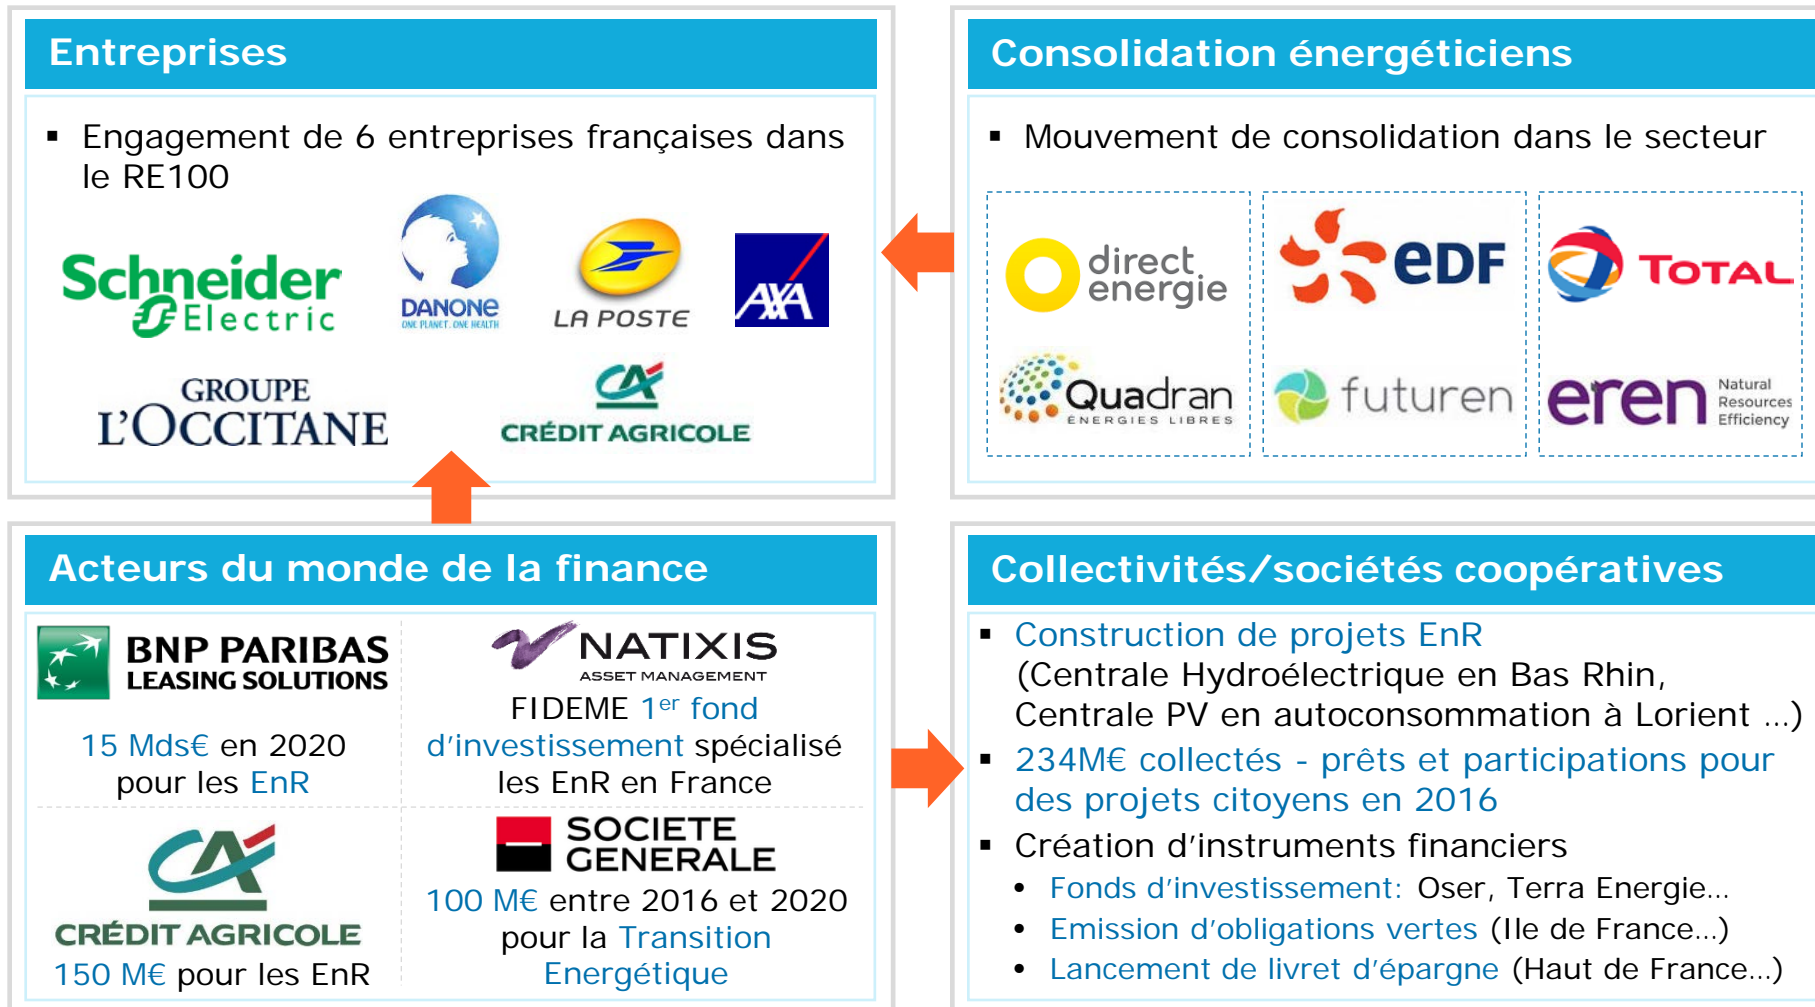 Entreprises
▪ Engagement de 6 entreprises françaises dans
le RE100
Schneider
Electric
DANONE
ONE PLANET. ONE HEALTH
LA POSTE
AXA
GROUPE
L'OCCITANE
CA
CRÉDIT AGRICOLE
Consolidation énergéticiens
▪ Mouvement de consolidation dans le secteur
direct
energie
eDF
TOTAL
Quadran
ÉNERGIES LIBRES
futuren
eren
Natural
Resources
Efficiency
Acteurs du monde de la finance
BNP PARIBAS
LEASING SOLUTIONS
15 Mds€ en 2020
pour les EnR
NATIXIS
ASSET MANAGEMENT
FIDEME 1er fond
d'investissement spécialisé
les EnR en France
CA
CRÉDIT AGRICOLE
150 M€ pour les EnR
SOCIETE
GENERALE
100 M€ entre 2016 et 2020
pour la Transition
Energétique
Collectivités/sociétés coopératives
▪ Construction de projets EnR
(Centrale Hydroélectrique en Bas Rhin,
Centrale PV en autoconsommation à Lorient ...)
▪ 234M€ collectés - prêts et participations pour
des projets citoyens en 2016
▪ Création d'instruments financiers
• Fonds d'investissement: Oser, Terra Energie...
• Emission d'obligations vertes (Ile de France...)
• Lancement de livret d'épargne (Haut de France...)